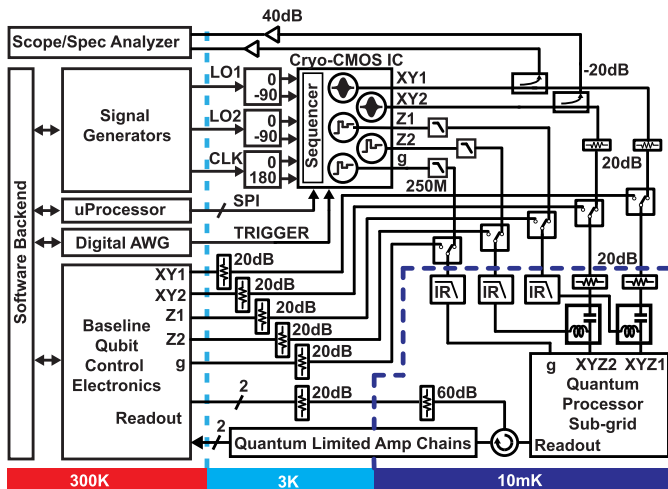 40dB
Scope/Spec Analyzer
Cryo-CMOS IC
Software Backend
Signal
Generators
LO1
0
-90
LO2
0
-90
CLK
0
180
Sequencer
XY1
XY2
Z1
Z2
g
250M
-20dB
20dB
uProcessor
SPI
Digital AWG
TRIGGER
Baseline
Qubit
Control
Electronics
XY1
XY2
Z1
Z2
g
Readout
20dB
20dB
20dB
20dB
20dB
20dB
IR
IR
IR
2
20dB
60dB
2
Quantum Limited Amp Chains
g
XYZ2
XYZ1
Quantum
Processor
Sub-grid
Readout
300K
3K
10mK